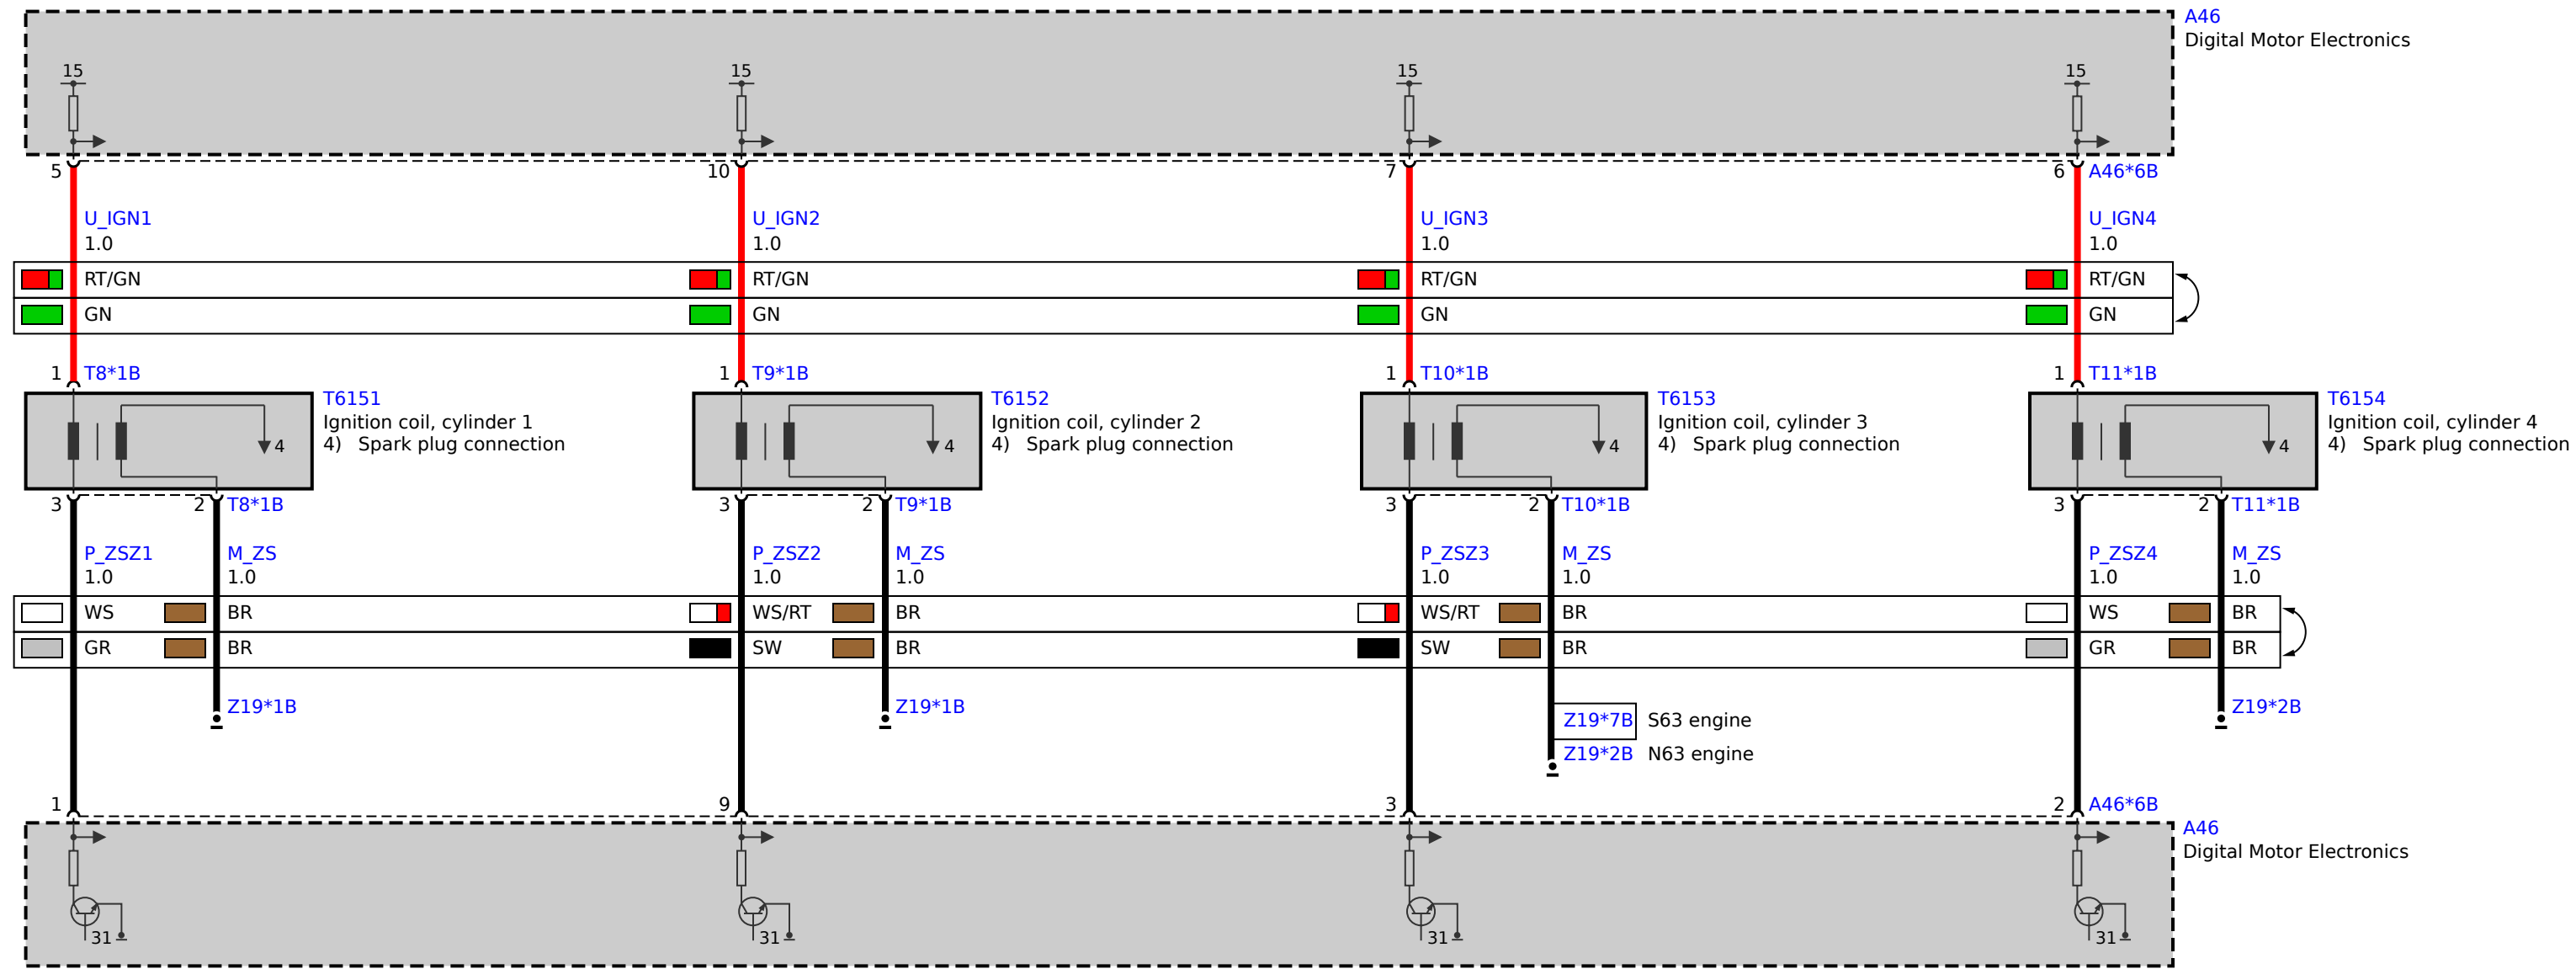 A46
Digital Motor Electronics
15 15 15 15
5 10 7 6 A46*6B
U_IGN1 U_IGN2 U_IGN3 U_IGN4
1.0 1.0 1.0 1.0
RT/GN RT/GN RT/GN RT/GN
GN GN GN GN
1 T8*1B 1 T9*1B 1 T10*1B 1 T11*1B
T6151 T6152 T6153 T6154
Ignition coil, cylinder 1 Ignition coil, cylinder 2 Ignition coil, cylinder 3 Ignition coil, cylinder 4
4 4) Spark plug connection 4 4) Spark plug connection 4 4) Spark plug connection 4 4) Spark plug connection
3 2 T8*1B 3 2 T9*1B 3 2 T10*1B 3 2 T11*1B
P_ZSZ1 M_ZS P_ZSZ2 M_ZS P_ZSZ3 M_ZS P_ZSZ4 M_ZS
1.0 1.0 1.0 1.0 1.0 1.0 1.0 1.0
WS BR WS/RT BR WS/RT BR WS BR
GR BR SW BR SW BR GR BR
Z19*1B Z19*1B Z19*2B
Z19*7B S63 engine
Z19*2B N63 engine
1 9 3 2 A46*6B
A46
Digital Motor Electronics
31 31 31 31